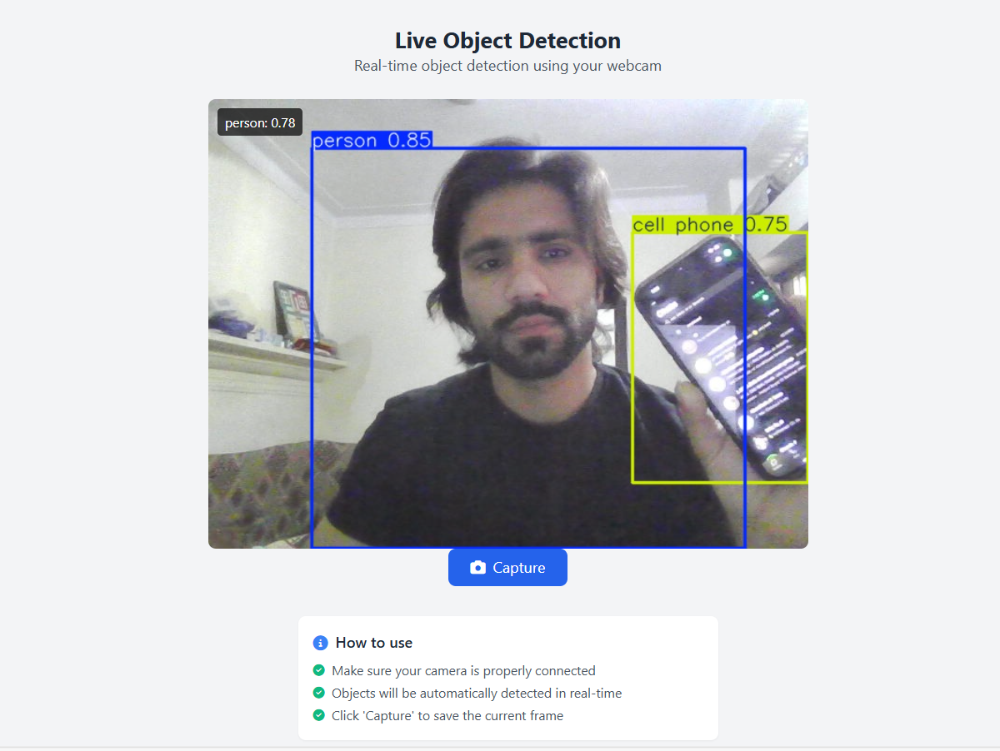 Live Object Detection
Real-time object detection using your webcam
person: 0.78
person 0.85
cell phone 0.75
Capture
How to use
Make sure your camera is properly connected
Objects will be automatically detected in real-time
Click 'Capture' to save the current frame